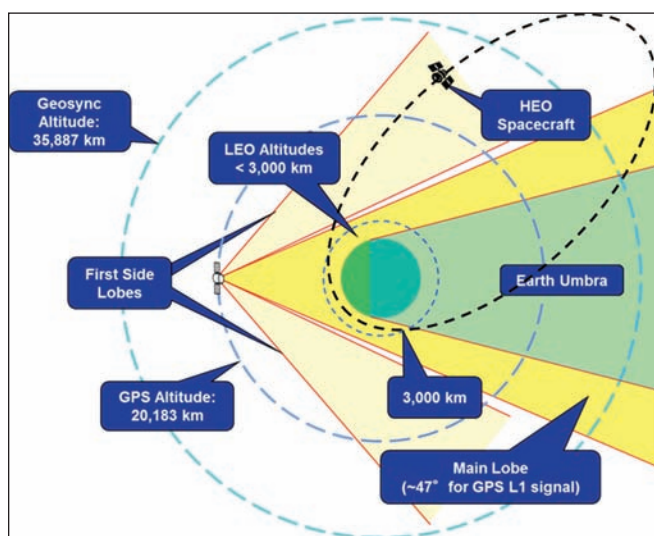 Geosync
Altitude:
35,887 km
LEO Altitudes
< 3,000 km
HEO
Spacecraft
First Side
Lobes
Earth Umbra
GPS Altitude:
20,183 km
3,000 km
Main Lobe
(~47° for GPS L1 signal)